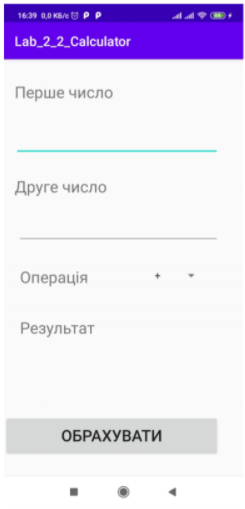 16:39 0,0 КБ/с P P
Lab_2_2_Calculator
Перше число
Друге число
Операція +
Результат
ОБРАХУВАТИ